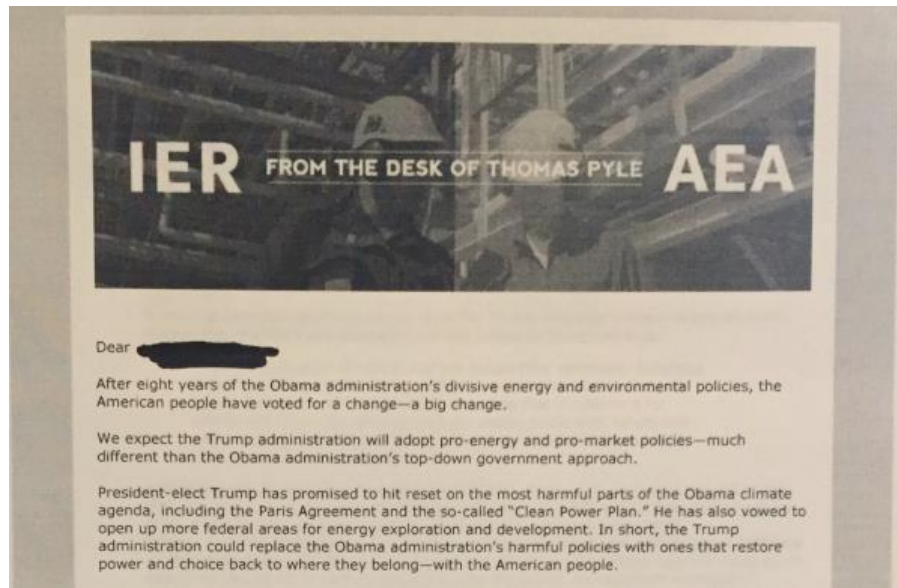 IER FROM THE DESK OF THOMAS PYLE AEA
Dear
After eight years of the Obama administration's divisive energy and environmental policies, the
American people have voted for a change—a big change.
We expect the Trump administration will adopt pro-energy and pro-market policies—much
different than the Obama administration's top-down government approach.
President-elect Trump has promised to hit reset on the most harmful parts of the Obama climate
agenda, including the Paris Agreement and the so-called "Clean Power Plan." He has also vowed to
open up more federal areas for energy exploration and development. In short, the Trump
administration could replace the Obama administration's harmful policies with ones that restore
power and choice back to where they belong—with the American people.